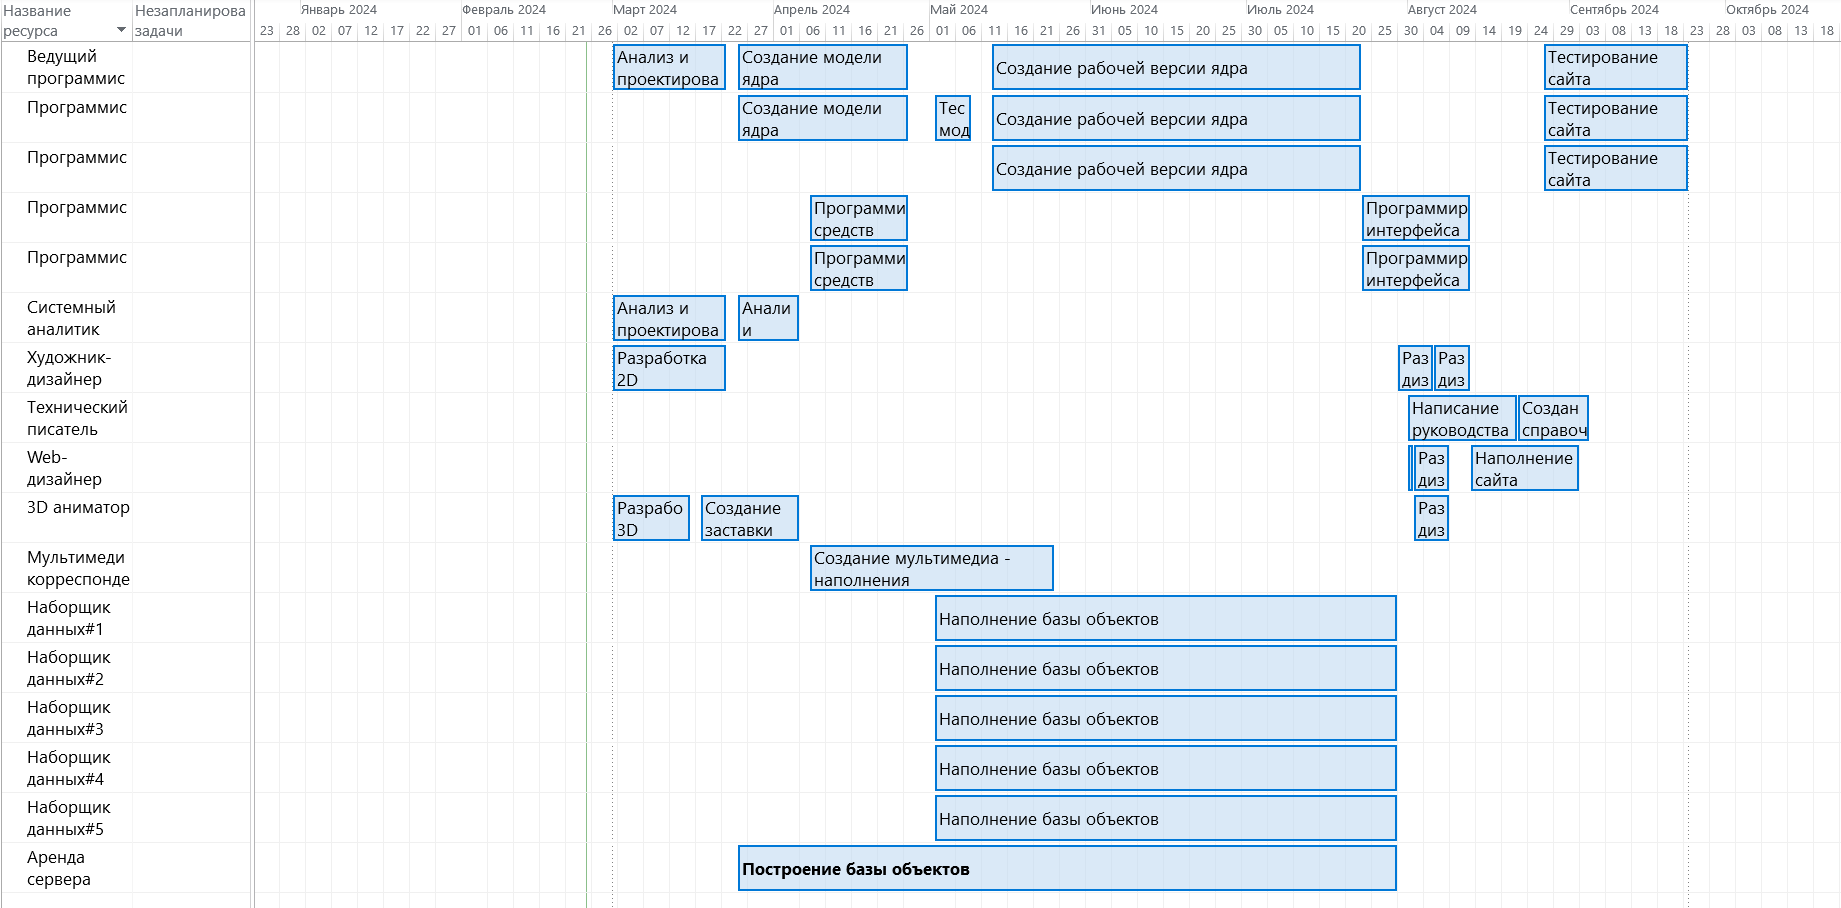 Название
ресурса
Незапланирова
задачи
Январь 2024 Февраль 2024 Март 2024 Апрель 2024 Май 2024 Июнь 2024 Июль 2024 Август 2024 Сентябрь 2024 Октябрь 2024
23 28 02 07 12 17 22 27 01 06 11 16 21 26 02 07 12 17 22 27 01 06 11 16 21 26 01 06 11 16 21 26 31 05 10 15 20 25 30 05 10 15 20 25 30 04 09 14 19 24 29 03 08 13 18 23 28 03 08 13 18
Ведущий
программис
Анализ и
проектирова
Создание модели
ядра
Создание рабочей версии ядра
Тестирование
сайта
Программис
Создание модели
ядра
Тес
мод
Создание рабочей версии ядра
Тестирование
сайта
Программис
Создание рабочей версии ядра
Тестирование
сайта
Программис
Программи
средств
Программир
интерфейса
Программис
Программи
средств
Программир
интерфейса
Системный
аналитик
Анализ и
проектирова
Анали
и
Художник-
дизайнер
Разработка
2D
Раз
диз
Раз
диз
Технический
писатель
Написание
руководства
Создан
справоч
Web-
дизайнер
Раз
диз
Наполнение
сайта
3D аниматор
Разрабо
3D
Создание
заставки
Раз
диз
Мультимеди
корреспонде
Создание мультимедиа -
наполнения
Наборщик
данных#1
Наполнение базы объектов
Наборщик
данных#2
Наполнение базы объектов
Наборщик
данных#3
Наполнение базы объектов
Наборщик
данных#4
Наполнение базы объектов
Наборщик
данных#5
Наполнение базы объектов
Аренда
сервера
Построение базы объектов